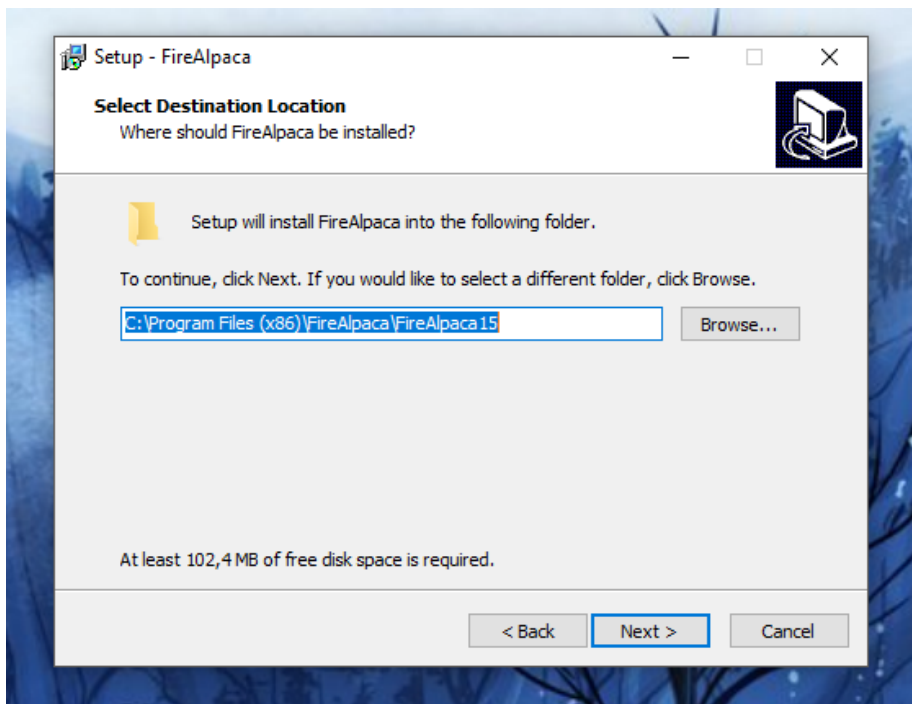 Setup - FireAlpaca
Select Destination Location
Where should FireAlpaca be installed?
Setup will install FireAlpaca into the following folder.
To continue, click Next. If you would like to select a different folder, click Browse.
C:\Program Files (x86)\FireAlpaca\FireAlpaca15
Browse...
At least 102,4 MB of free disk space is required.
< Back
Next >
Cancel